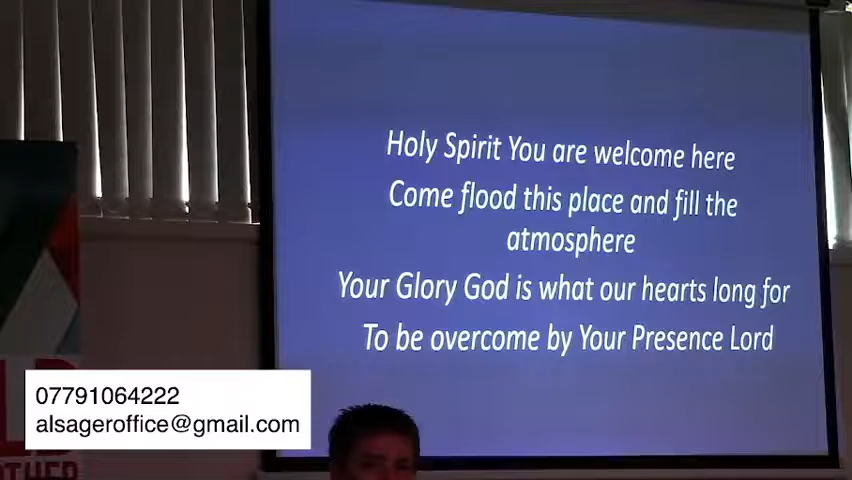 Holy Spirit You are welcome here
Come flood this place and fill the
atmosphere
Your Glory God is what our hearts long for
To be overcome by Your Presence Lord
07791064222
alsageroffice@gmail.com